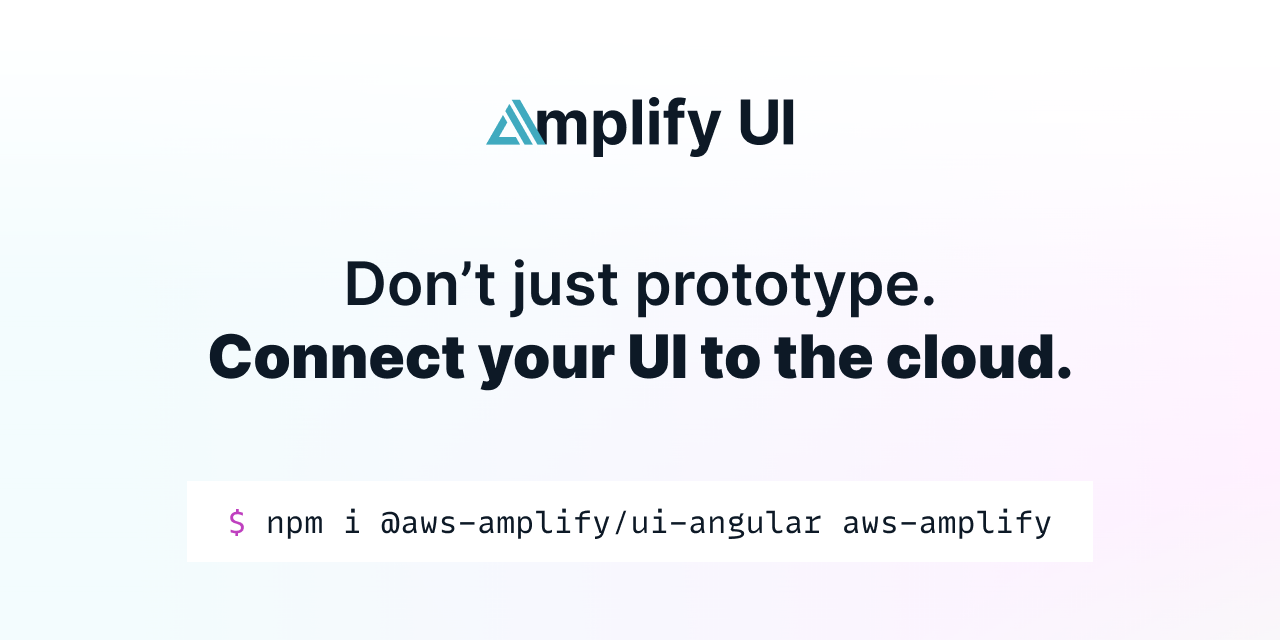 Amplify UI
Don’t just prototype.
Connect your UI to the cloud.
$ npm i @aws-amplify/ui-angular aws-amplify